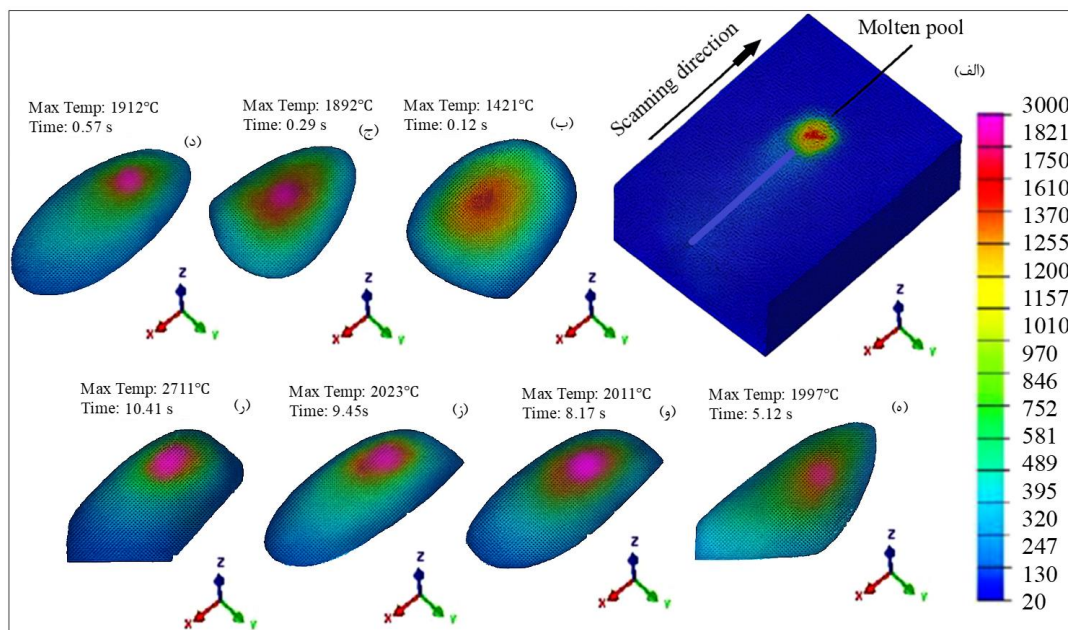 Molten pool
Scanning direction
(الف)
3000
1821
1750
1610
1370
1255
1200
1157
1010
970
846
752
581
489
395
320
247
130
20
Z
X
Y
Max Temp: 1421°C
Time: 0.12 s
(ب)
Z
X
Y
Max Temp: 1892°C
Time: 0.29 s
(ج)
Z
X
Y
Max Temp: 1912°C
Time: 0.57 s
(د)
Z
X
Y
Max Temp: 1997°C
Time: 5.12 s
(ه)
Z
X
Y
Max Temp: 2011°C
Time: 8.17 s
(و)
Z
X
Y
Max Temp: 2023°C
Time: 9.45s
(ز)
Z
X
Y
Max Temp: 2711°C
Time: 10.41 s
(ر)
Z
X
Y